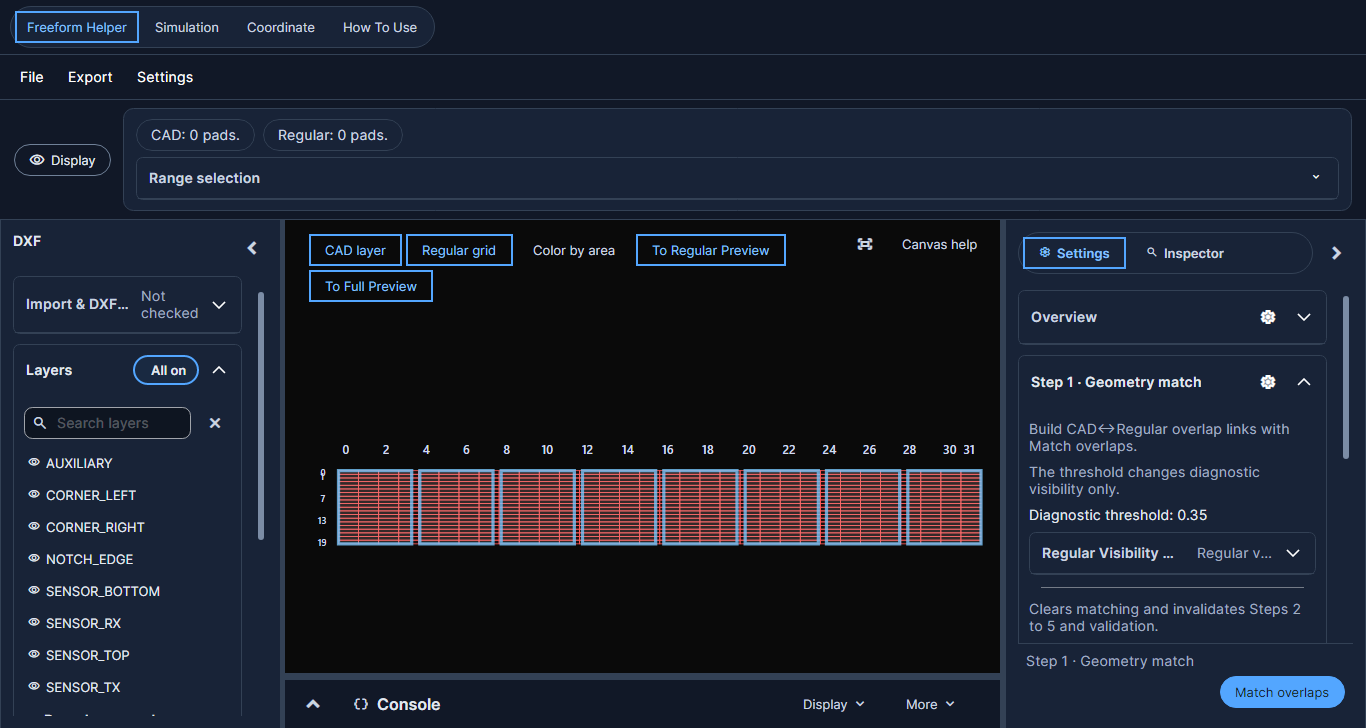 Freeform Helper Simulation Coordinate How To Use
File Export Settings
Display
CAD: 0 pads. Regular: 0 pads.
Range selection
DXF
Import & DXF... Not checked
Layers All on
Search layers
AUXILIARY
CORNER_LEFT
CORNER_RIGHT
NOTCH_EDGE
SENSOR_BOTTOM
SENSOR_RX
SENSOR_TOP
SENSOR_TX
CAD layer Regular grid Color by area To Regular Preview
To Full Preview
Canvas help
0 2 4 6 8 10 12 14 16 18 20 22 24 26 28 30 31
0
1
7
13
19
Console Display More
Settings Inspector
Overview
Step 1 · Geometry match
Build CAD↔Regular overlap links with
Match overlaps.
The threshold changes diagnostic
visibility only.
Diagnostic threshold: 0.35
Regular Visibility ... Regular v...
Clears matching and invalidates Steps 2
to 5 and validation.
Step 1 · Geometry match
Match overlaps